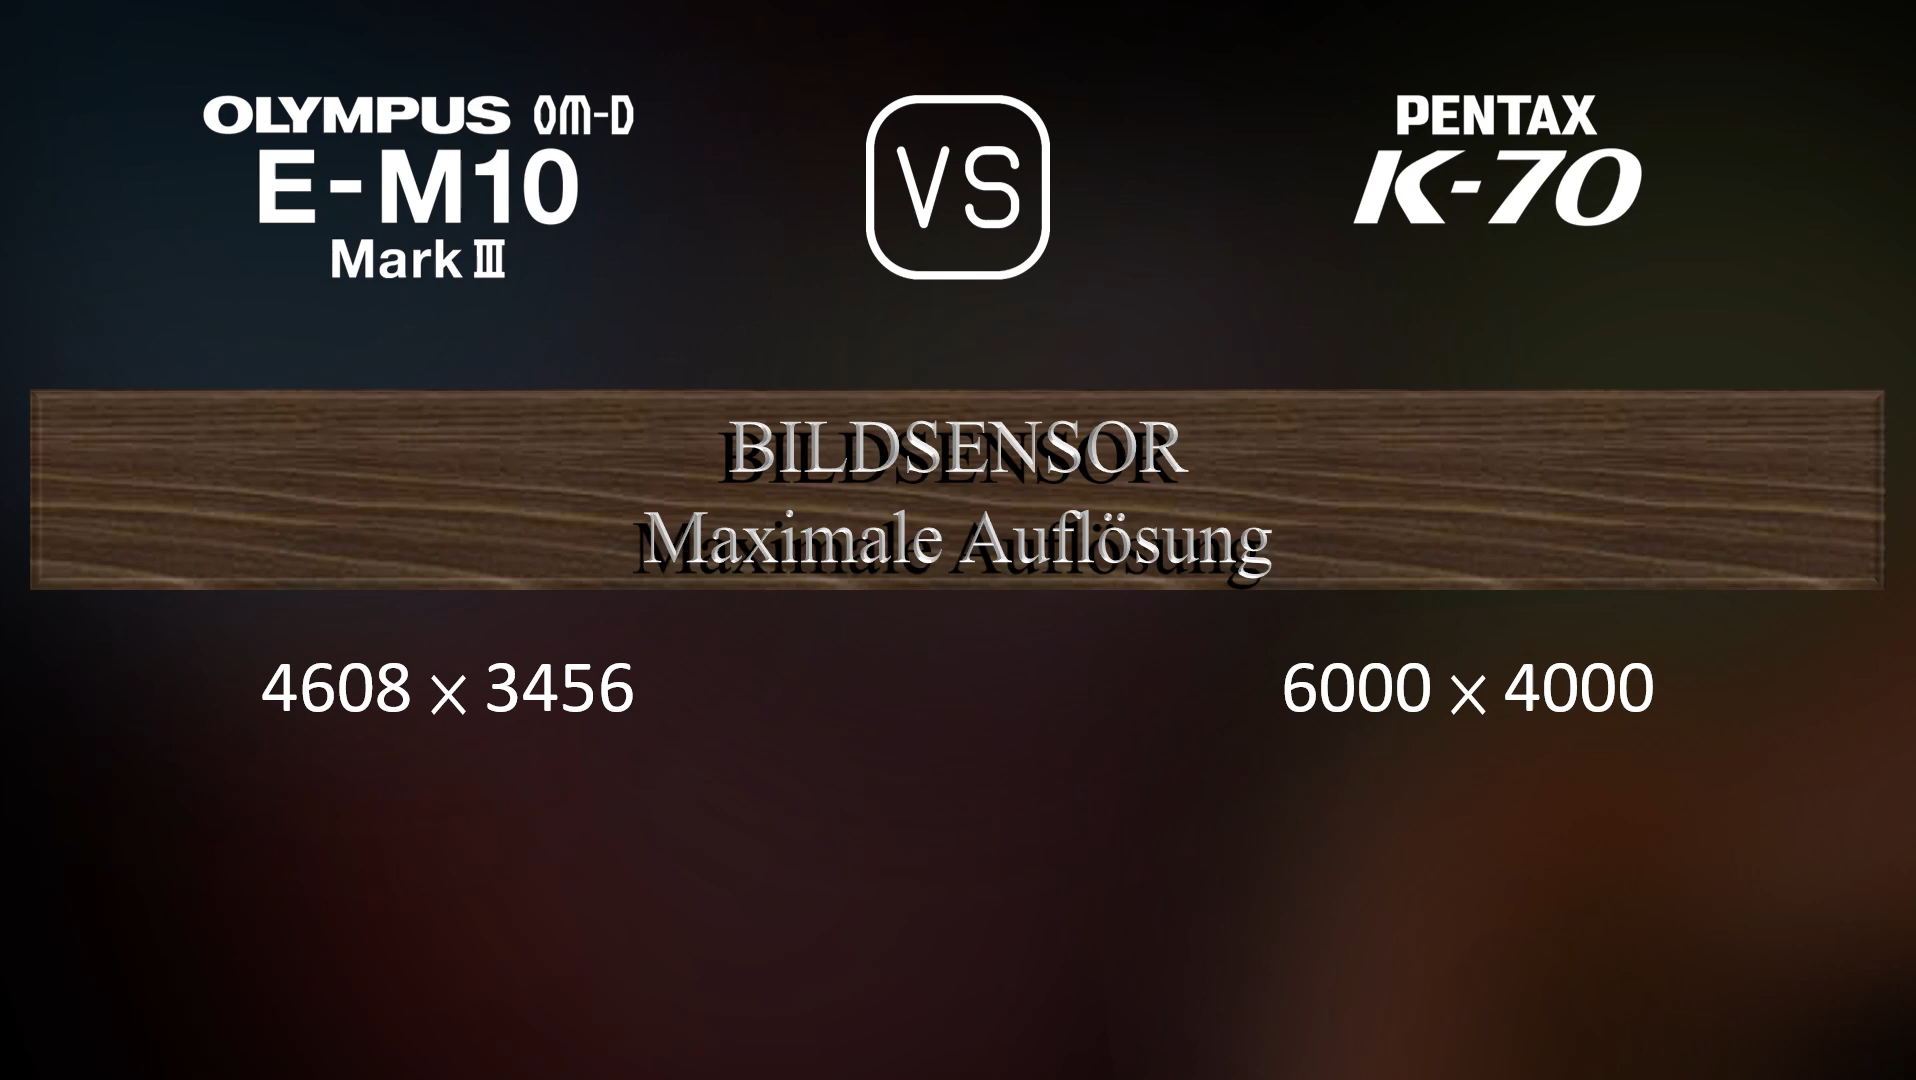 OLYMPUS OM-D
E-M10
Mark III
VS
PENTAX
K-70
BILDSENSOR
Maximale Auflösung
4608 x 3456
6000 x 4000